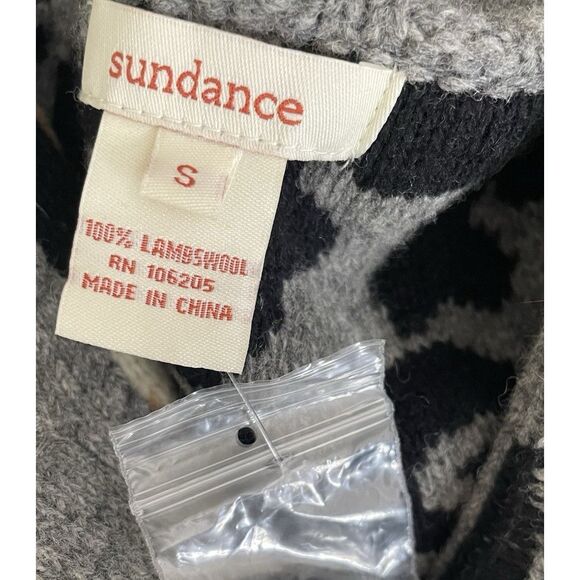 sundance
S
100% LAMBSWOOL
RN 106205
MADE IN CHINA